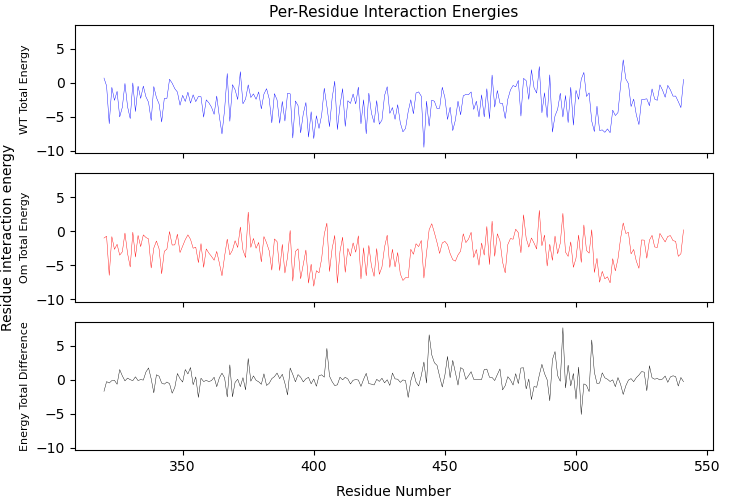 Per-Residue Interaction Energies
Residue interaction energy
WT Total Energy
5
0
−5
−10
Om Total Energy
5
0
−5
−10
Energy Total Difference
5
0
−5
−10
350
400
450
500
550
Residue Number